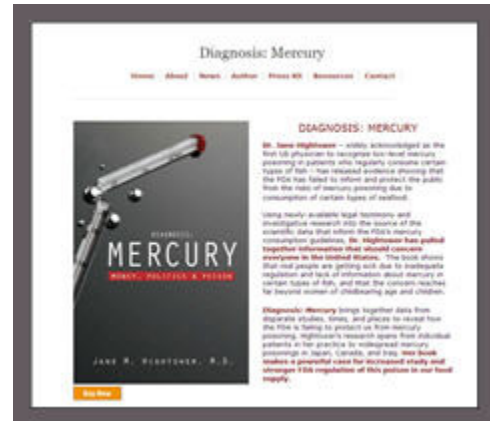 Diagnosis: Mercury
Home About News Author Press Kit Resources Contact
DIAGNOSIS: MERCURY
Dr. Jane Hightower – widely acknowledged as the
first US physician to recognize low-level mercury
poisoning in patients who regularly consume certain
types of fish – has released evidence showing that
the FDA has failed to inform and protect the public
from the risks of mercury poisoning due to
consumption of certain types of seafood.
Using newly-available legal testimony and
investigative research into the source of the
scientific data that inform the FDA's mercury
consumption guidelines, Dr. Hightower has pulled
together information that should concern
everyone in the United States. The book shows
that real people are getting sick due to inadequate
regulation and lack of information about mercury in
certain types of fish, and that the concern reaches
far beyond women of childbearing age and children.
Diagnosis: Mercury brings together data from
disparate studies, times, and places to reveal how
the FDA is failing to protect us from mercury
poisoning. Hightower's research spans from individual
patients in her practice to widespread mercury
poisonings in Japan, Canada, and Iraq. Her book
makes a powerful case for increased study and
stronger FDA regulation of this poison in our food
supply.
DIAGNOSIS:
MERCURY
MONEY, POLITICS & POISON
JANE M. HIGHTOWER, M.D.
Buy Now